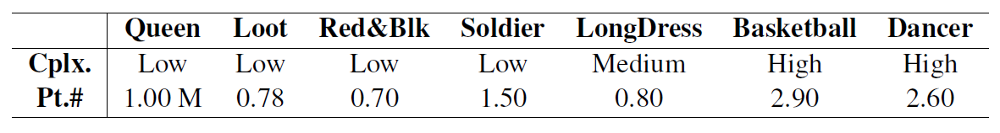 Queen Loot Red&Blk Soldier LongDress Basketball Dancer
Cplx. Low Low Low Low Medium High High
Pt.# 1.00 M 0.78 0.70 1.50 0.80 2.90 2.60